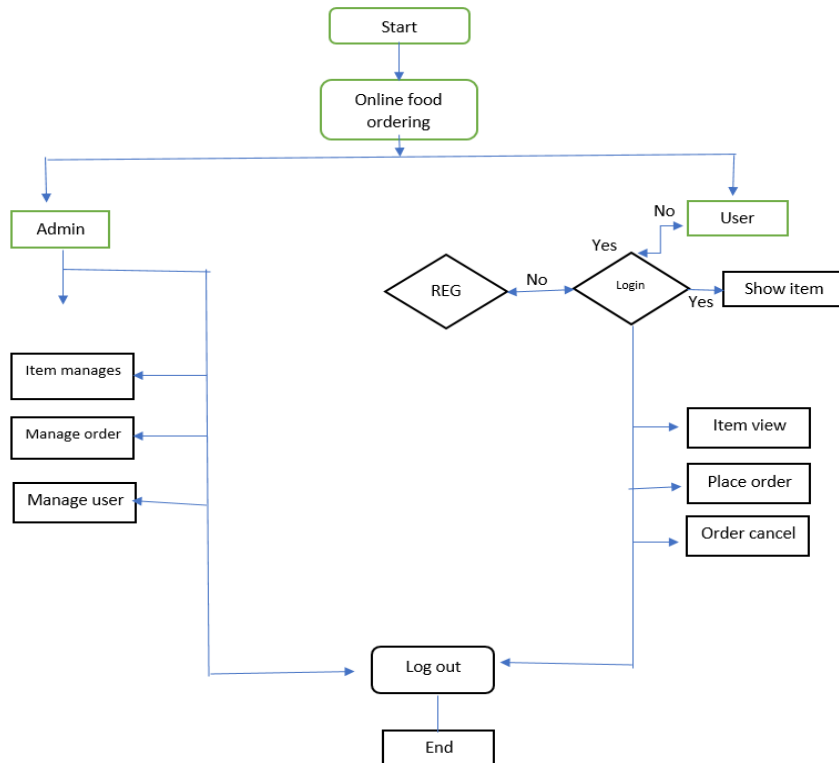 Start
Online food
ordering
Admin
No
User
Yes
REG
No
Login
Yes
Show item
Item manages
Manage order
Manage user
Item view
Place order
Order cancel
Log out
End